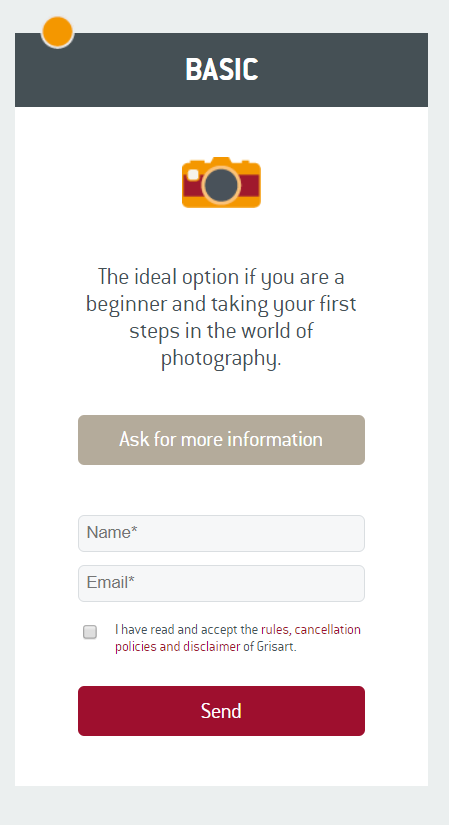 BASIC
The ideal option if you are a
beginner and taking your first
steps in the world of
photography.
Ask for more information
Name*
Email*
I have read and accept the rules, cancellation
policies and disclaimer of Grisart.
Send